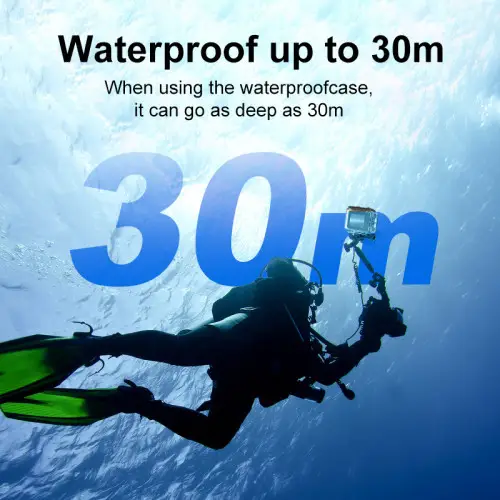 Waterproof up to 30m
When using the waterproofcase,
it can go as deep as 30m
30m